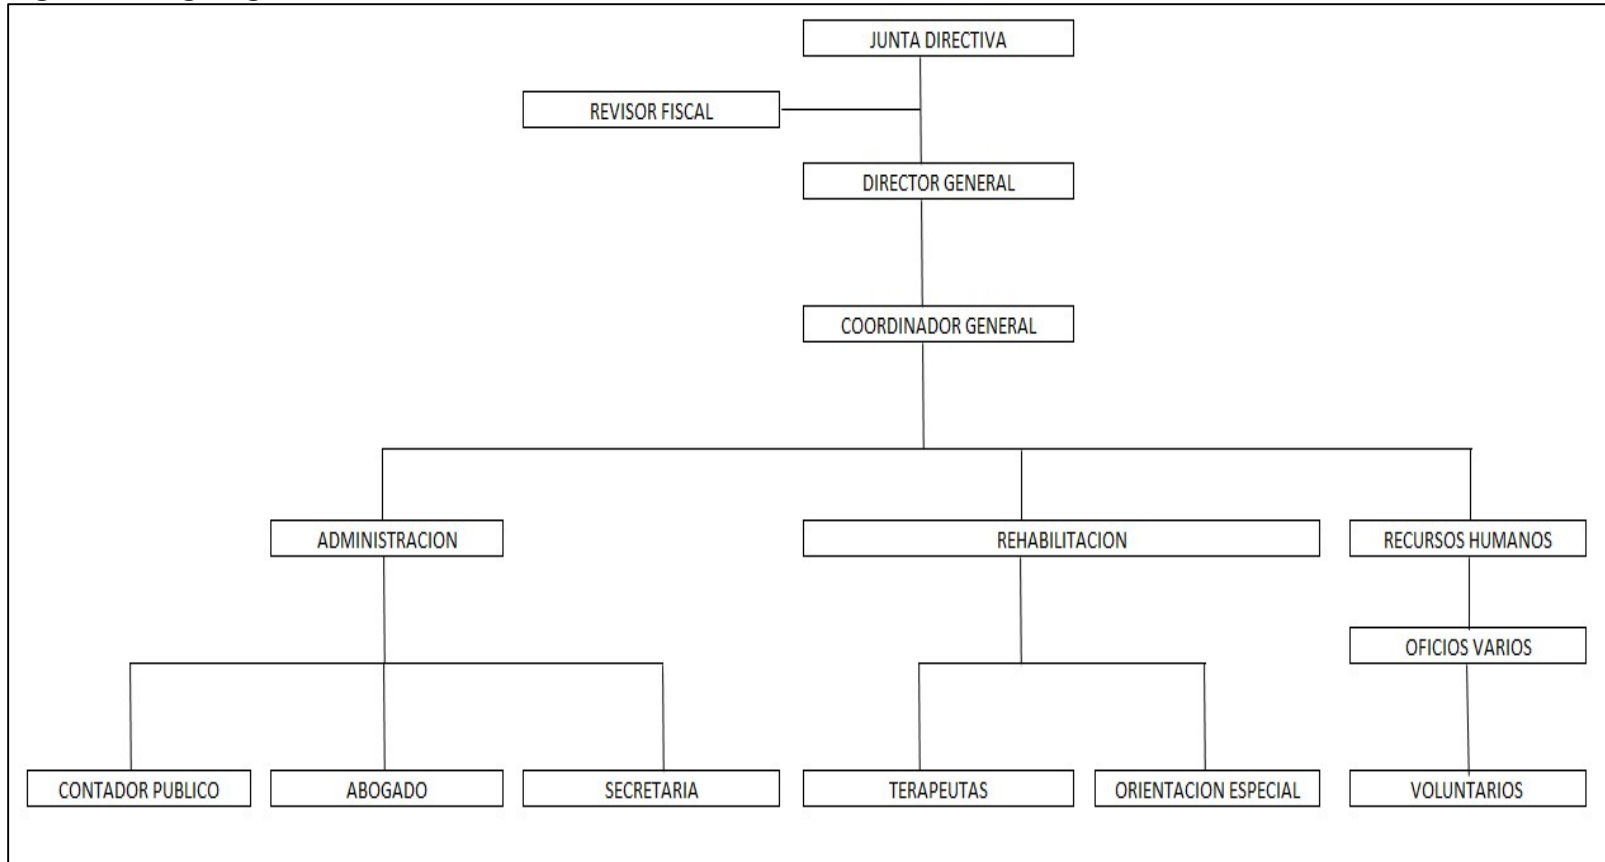 JUNTA DIRECTIVA
REVISOR FISCAL
DIRECTOR GENERAL
COORDINADOR GENERAL
ADMINISTRACION
REHABILITACION
RECURSOS HUMANOS
OFICIOS VARIOS
CONTADOR PUBLICO
ABOGADO
SECRETARIA
TERAPEUTAS
ORIENTACION ESPECIAL
VOLUNTARIOS